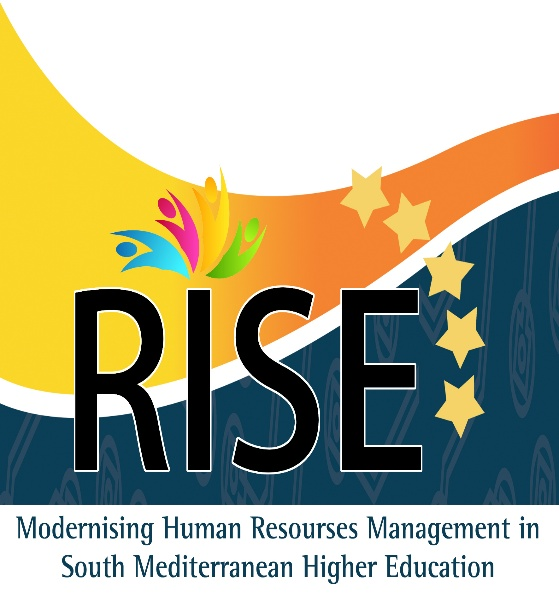 RISE
Modernising Human Resourses Management in
South Mediterranean Higher Education